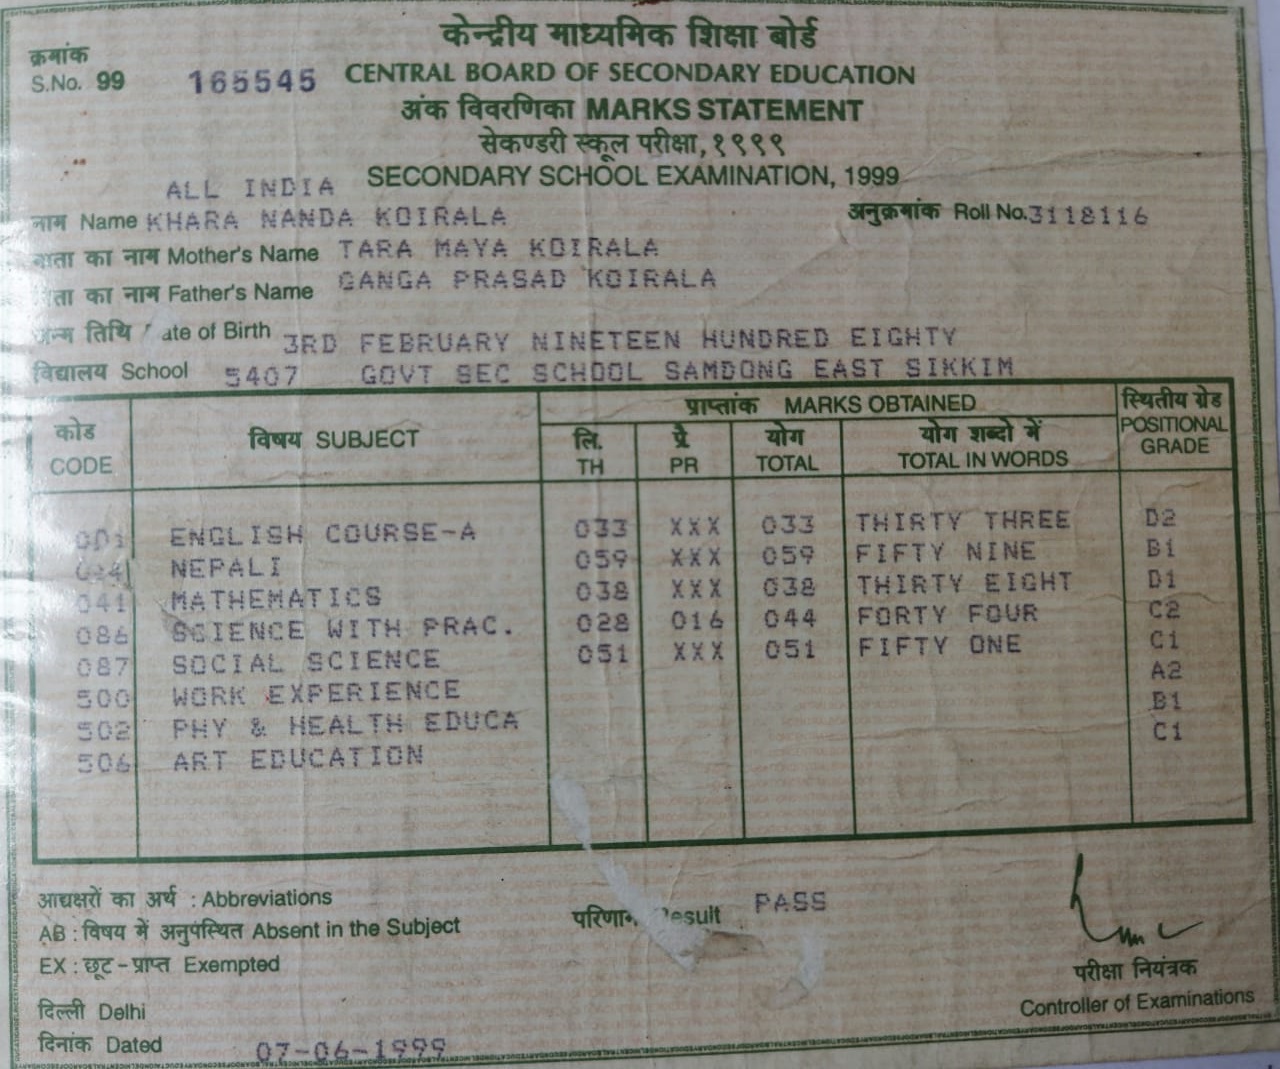 केन्द्रीय माध्यमिक शिक्षा बोर्ड
क्रमांक
S.No. 99 165545 CENTRAL BOARD OF SECONDARY EDUCATION
अंक विवरणिका MARKS STATEMENT
सेकण्डरी स्कूल परीक्षा, १९९९
ALL INDIA SECONDARY SCHOOL EXAMINATION, 1999
नाम Name KHARA NANDA KOIRALA अनुक्रमांक Roll No. 3118116
का नाम Mother's Name TARA MAYA KOIRALA
का नाम Father's Name GANGA PRASAD KOIRALA
जन्म तिथि of Birth 3RD FEBRUARY NINETEEN HUNDRED EIGHTY
विद्यालय School 5407 GOVT SEC SCHOOL SAMDONG EAST SIKKIM
कोड CODE विषय SUBJECT प्राप्तांक MARKS OBTAINED स्थितीय ग्रेड POSITIONAL GRADE
लि. TH प्रै PR योग TOTAL योग शब्दो में TOTAL IN WORDS
001 ENGLISH COURSE-A 033 XXX 033 THIRTY THREE D2
NEPALI 059 XXX 059 FIFTY NINE B1
041 MATHEMATICS 038 XXX 038 THIRTY EIGHT D1
086 SCIENCE WITH PRAC. 028 016 044 FORTY FOUR C2
087 SOCIAL SCIENCE 051 XXX 051 FIFTY ONE C1
500 WORK EXPERIENCE A2
502 PHY & HEALTH EDUCA B1
506 ART EDUCATION C1
आद्यक्षरों का अर्थ : Abbreviations
AB : विषय में अनुपस्थित Absent in the Subject
परिणाम Result PASS
EX : छूट-प्राप्त Exempted
परीक्षा नियंत्रक
Controller of Examinations
दिल्ली Delhi
दिनांक Dated 07-06-1999